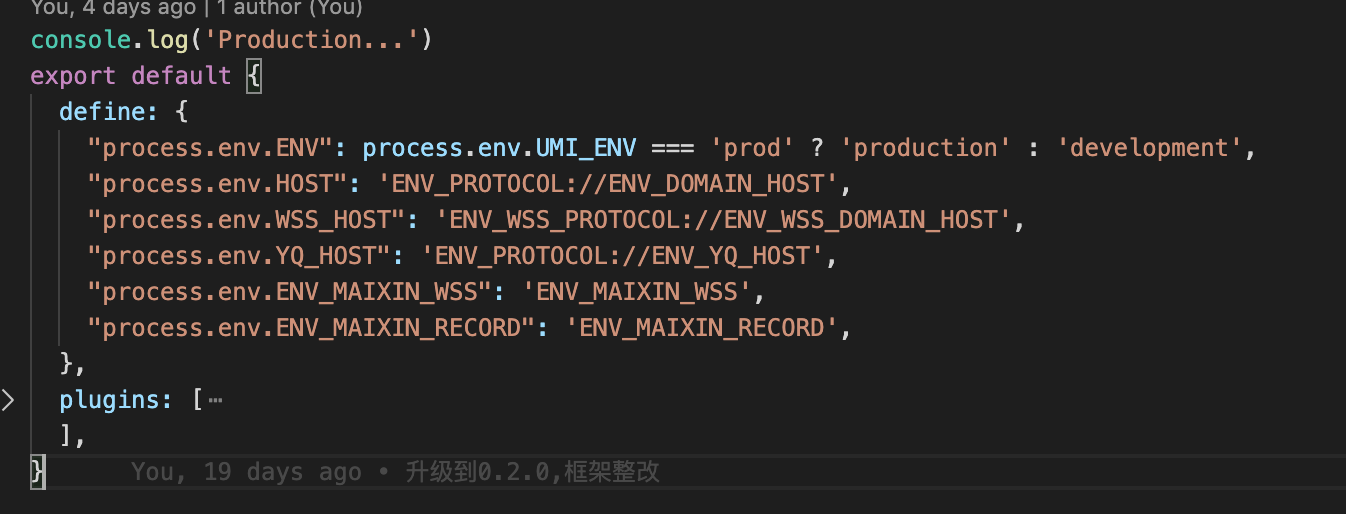 You, 4 days ago | 1 author (You)
console.log('Production...')
export default {
define: {
"process.env.ENV": process.env.UMI_ENV === 'prod' ? 'production' : 'development',
"process.env.HOST": 'ENV_PROTOCOL://ENV_DOMAIN_HOST',
"process.env.WSS_HOST": 'ENV_WSS_PROTOCOL://ENV_WSS_DOMAIN_HOST',
"process.env.YQ_HOST": 'ENV_PROTOCOL://ENV_YQ_HOST',
"process.env.ENV_MAIXIN_WSS": 'ENV_MAIXIN_WSS',
"process.env.ENV_MAIXIN_RECORD": 'ENV_MAIXIN_RECORD',
},
plugins: [⋯
],
} You, 19 days ago • 升级到0.2.0,框架整改